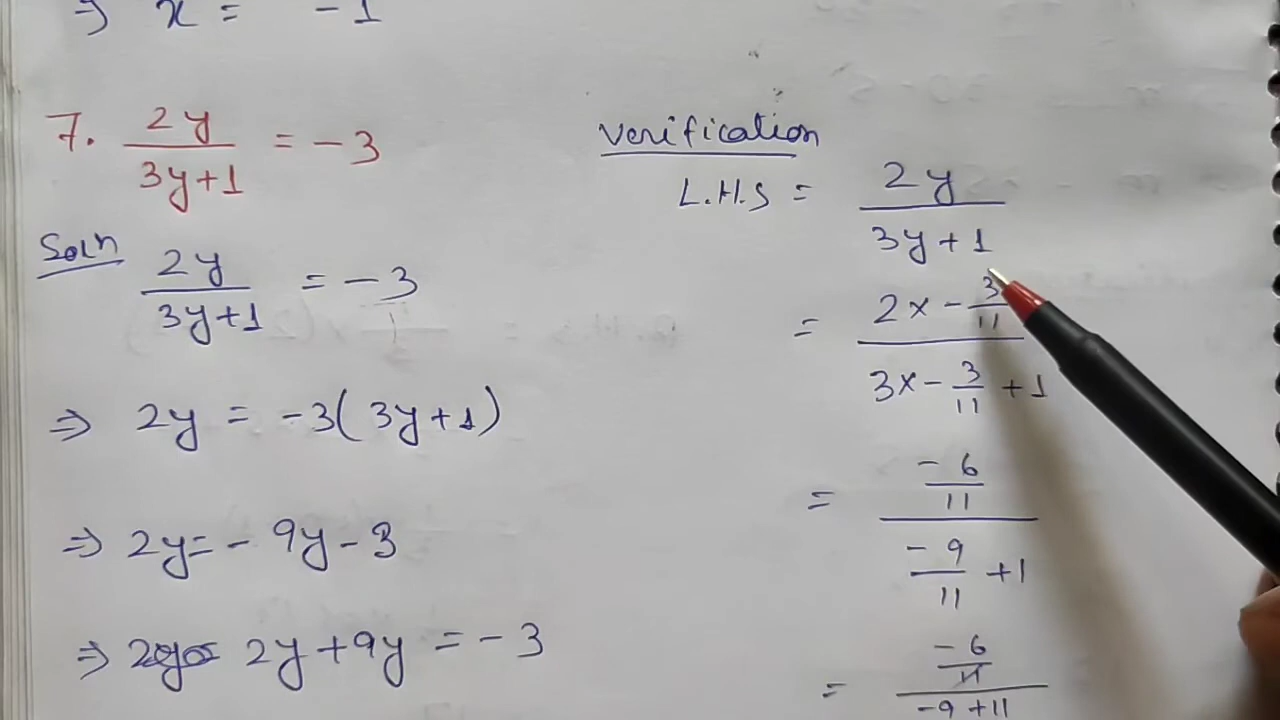 ⇒ x = -1
7. 2y/3y+1 = -3
Soln
2y/3y+1 = -3
⇒ 2y = -3(3y+1)
⇒ 2y = -9y-3
⇒ 2y+9y = -3
Verification
L.H.S = 2y/3y+1
= 2×-3/11 / 3×-3/11 +1
= -6/11 / -9/11 +1
= -6/11 / -9+11